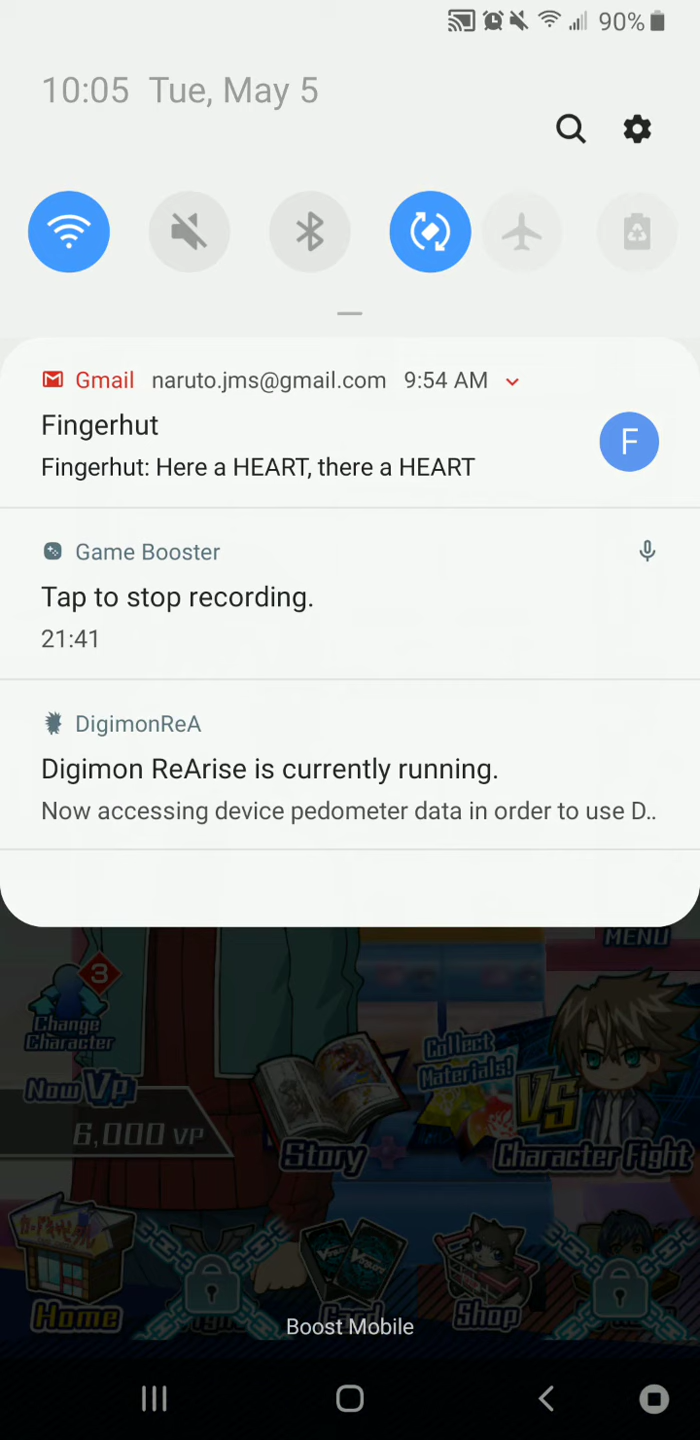 90%
10:05 Tue, May 5
Gmail naruto.jms@gmail.com 9:54 AM
Fingerhut
F
Fingerhut: Here a HEART, there a HEART
Game Booster
Tap to stop recording.
21:41
DigimonReA
Digimon ReArise is currently running.
Now accessing device pedometer data in order to use D..
MENU
3
Change
Character
Collect
Materials!
Now Vp
VS
6,000 VP
Story
Character Fight
Home
Card
Shop
Boost Mobile